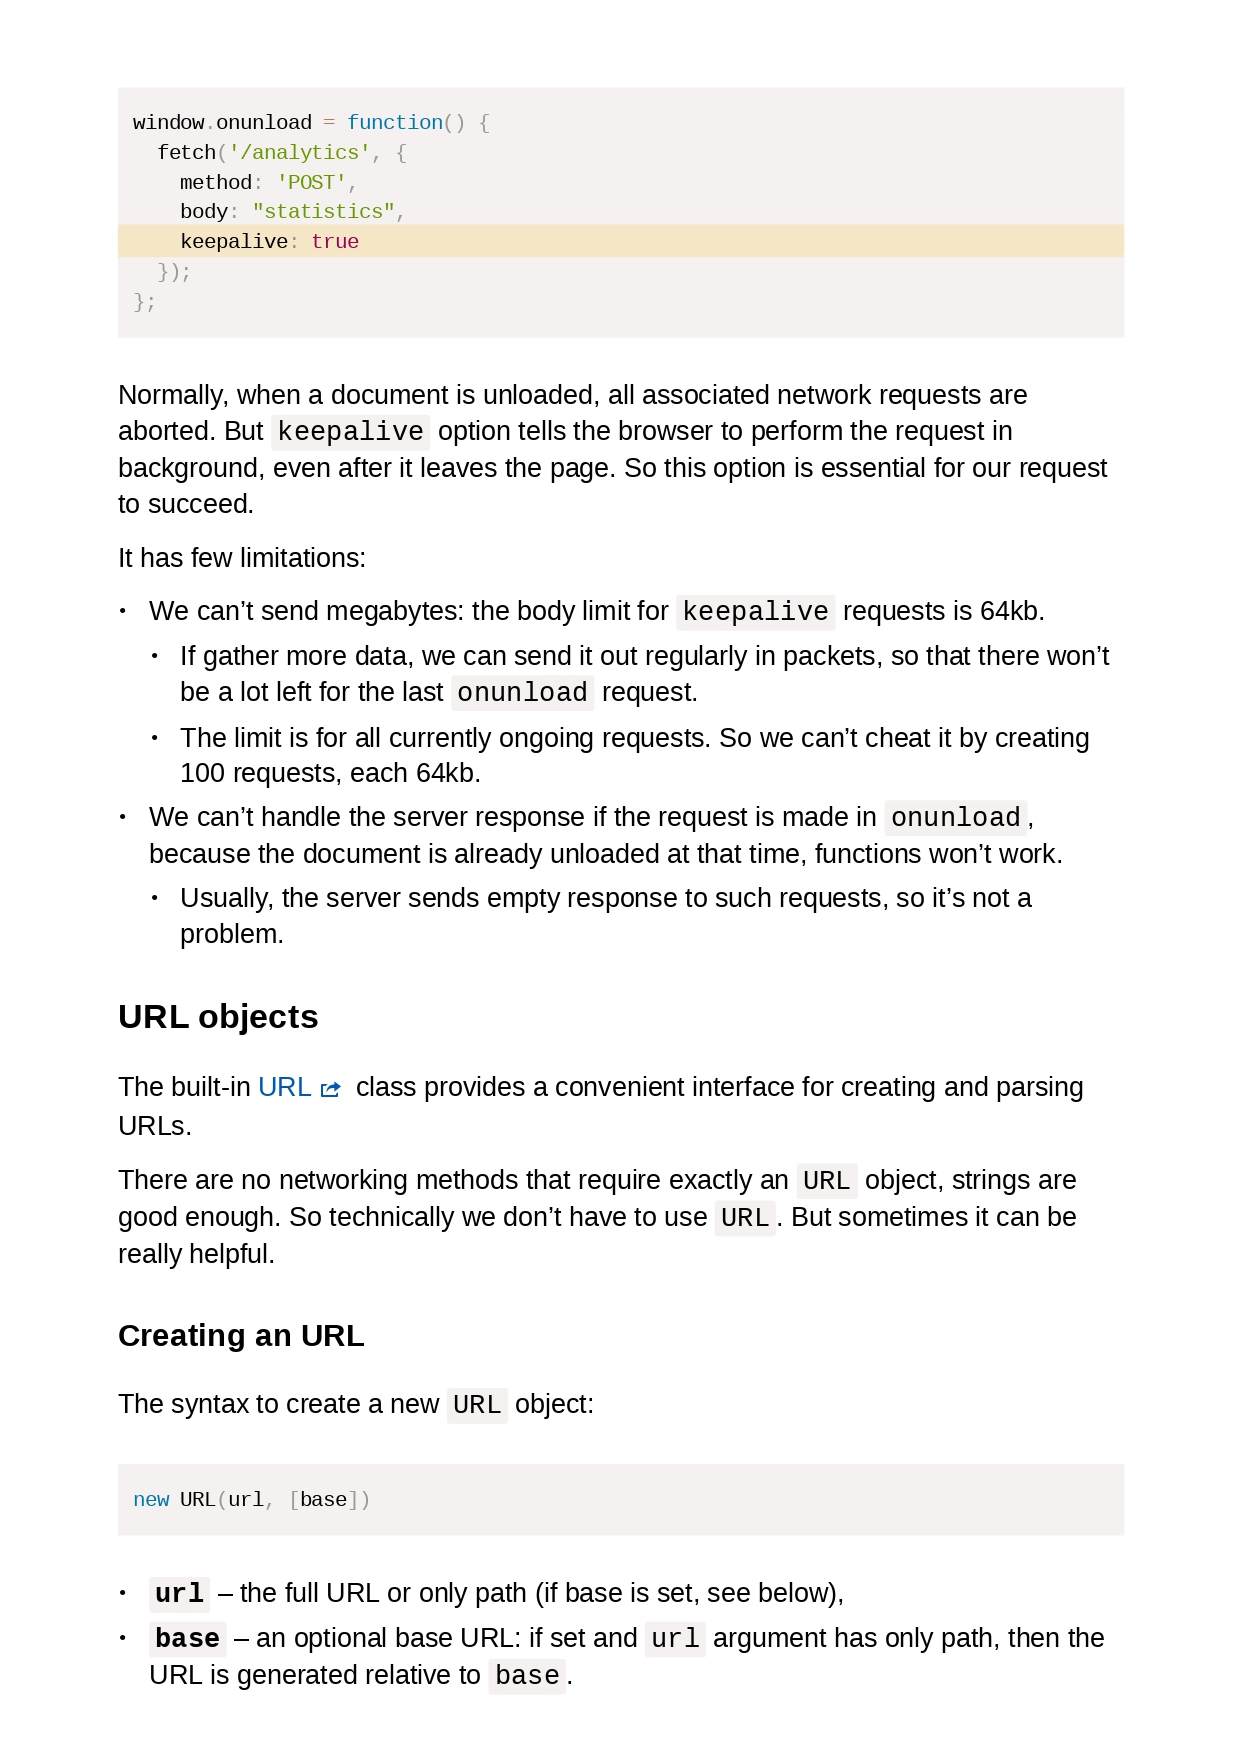 window.onunload = function() {
  fetch('/analytics', {
    method: 'POST',
    body: "statistics",
    keepalive: true
  });
};
Normally, when a document is unloaded, all associated network requests are
aborted. But keepalive option tells the browser to perform the request in
background, even after it leaves the page. So this option is essential for our request
to succeed.
It has few limitations:
• We can’t send megabytes: the body limit for keepalive requests is 64kb.
• If gather more data, we can send it out regularly in packets, so that there won’t
be a lot left for the last onunload request.
• The limit is for all currently ongoing requests. So we can’t cheat it by creating
100 requests, each 64kb.
• We can’t handle the server response if the request is made in onunload,
because the document is already unloaded at that time, functions won’t work.
• Usually, the server sends empty response to such requests, so it’s not a
problem.
URL objects
The built-in URL class provides a convenient interface for creating and parsing
URLs.
There are no networking methods that require exactly an URL object, strings are
good enough. So technically we don’t have to use URL. But sometimes it can be
really helpful.
Creating an URL
The syntax to create a new URL object:
new URL(url, [base])
• url – the full URL or only path (if base is set, see below),
• base – an optional base URL: if set and url argument has only path, then the
URL is generated relative to base.